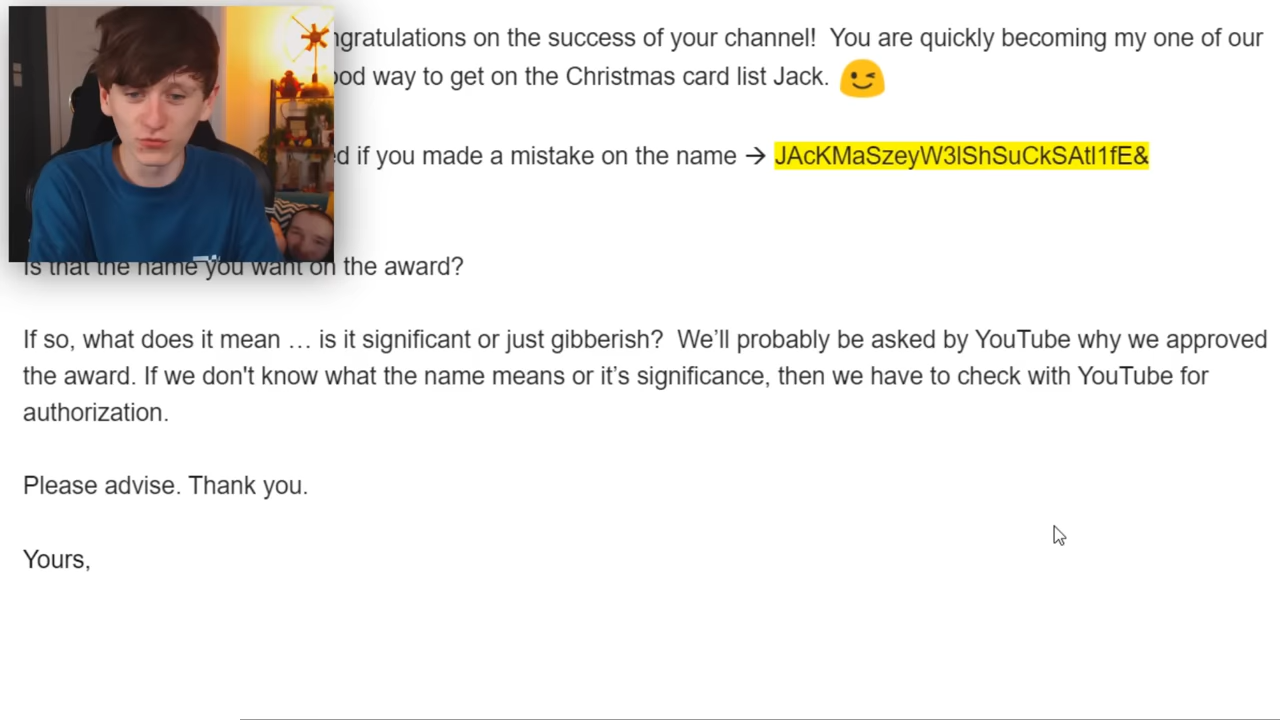 ngratulations on the success of your channel!  You are quickly becoming my one of our
ood way to get on the Christmas card list Jack. 😉
d if you made a mistake on the name → JAcKMaSzeyW3lShSuCkSAtl1fE&
Is that the name you want on the award?
If so, what does it mean … is it significant or just gibberish?  We’ll probably be asked by YouTube why we approved
the award. If we don't know what the name means or it’s significance, then we have to check with YouTube for
authorization.
Please advise. Thank you.
Yours,